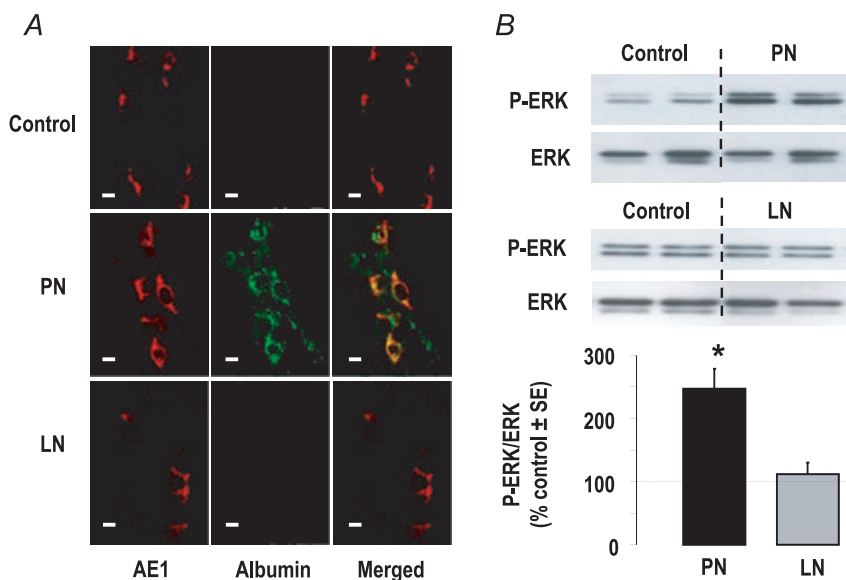 A
Control
PN
LN
AE1 Albumin Merged
B
Control PN
P-ERK
ERK
Control LN
P-ERK
ERK
P-ERK/ERK
(% control ± SE)
300
200
100
0
*
PN LN